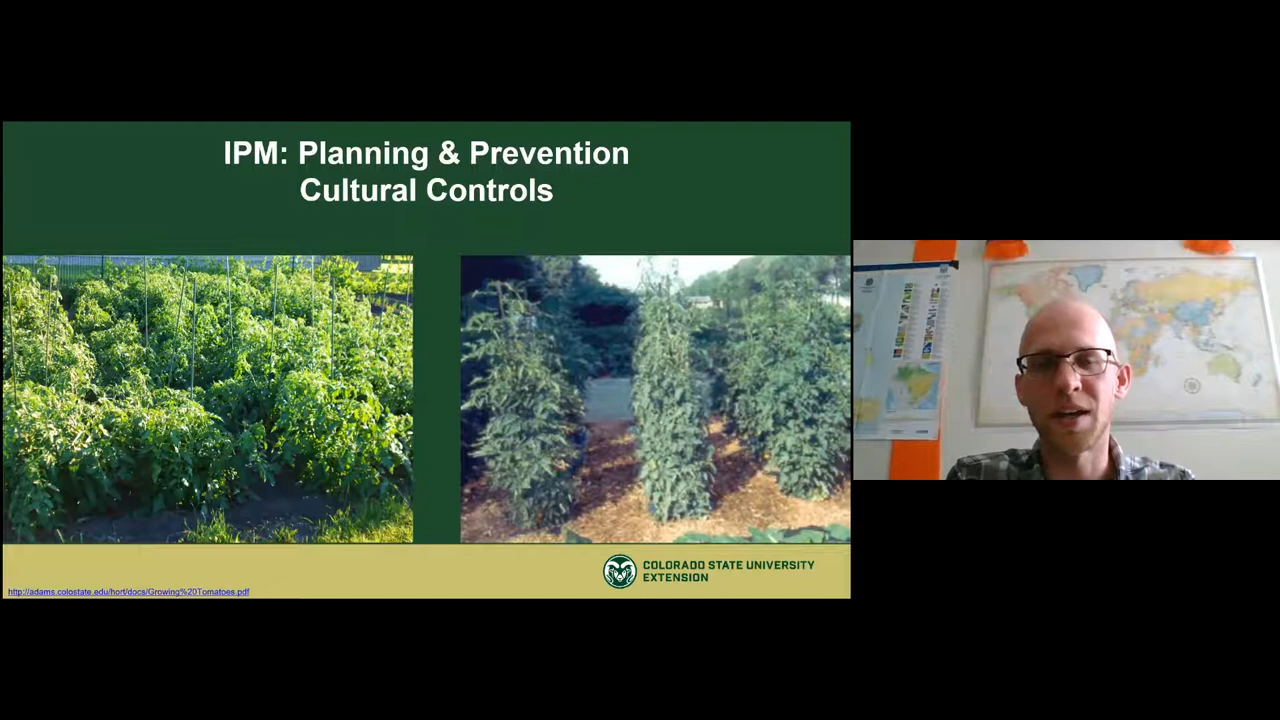 IPM: Planning & Prevention
Cultural Controls
COLORADO STATE UNIVERSITY
EXTENSION
http://adams.colostate.edu/hort/docs/Growing%20Tomatoes.pdf